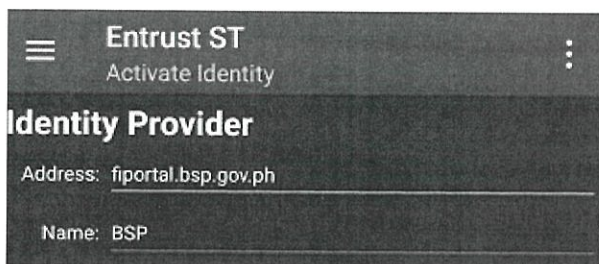 Entrust ST
Activate Identity
Identity Provider
Address: fiportal.bsp.gov.ph
Name: BSP